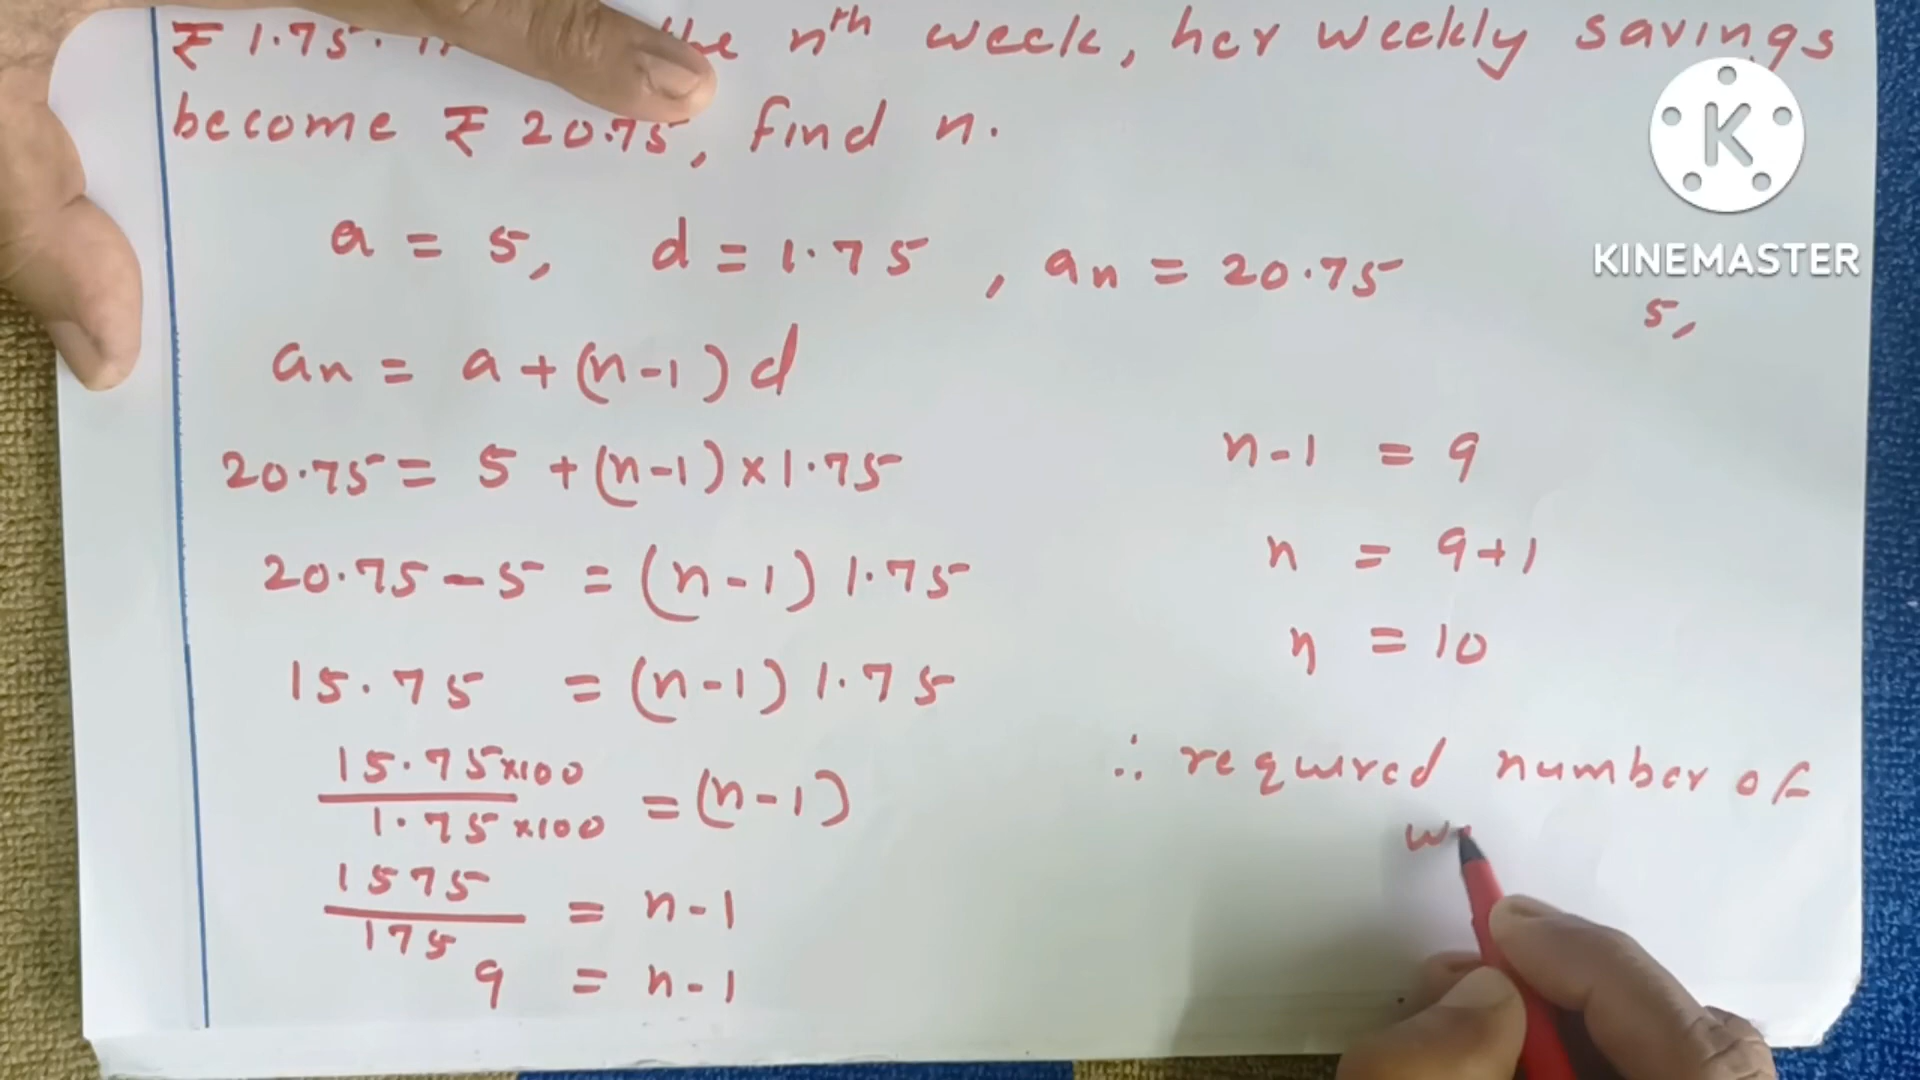 ₹ 1.75. the nth week, her weekly savings
become ₹ 20.75, find n.
a = 5, d = 1.75, an = 20.75
5,
an = a + (n-1) d
20.75 = 5 + (n-1) × 1.75
20.75 - 5 = (n-1) 1.75
15.75 = (n-1) 1.75
15.75×100 / 1.75×100 = (n-1)
1575 / 175 = n-1
9 = n-1
n-1 = 9
n = 9+1
n = 10
∴ required number of
K
KINEMASTER